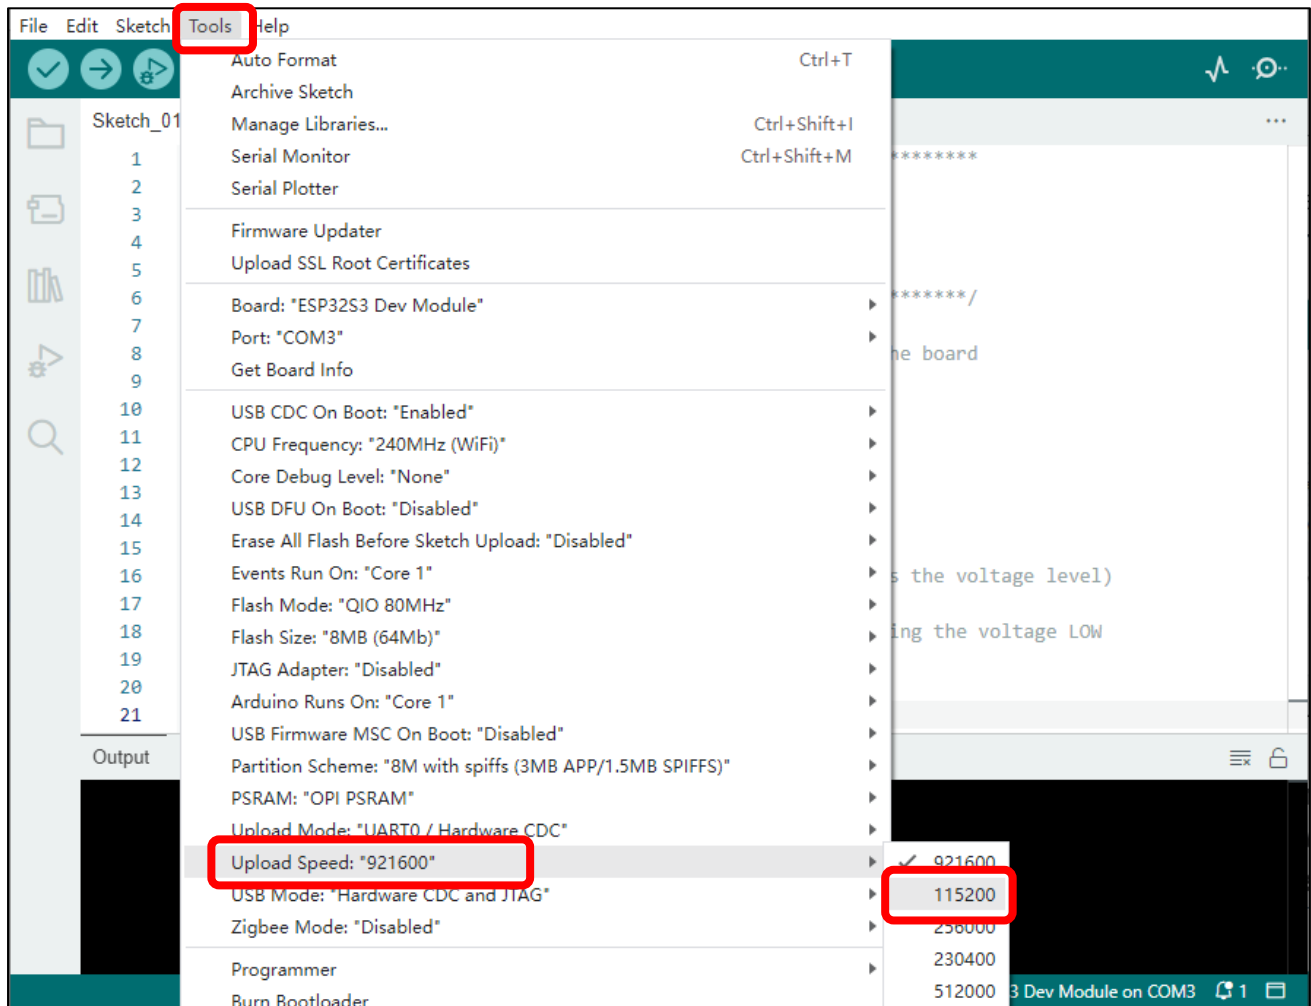 File Edit Sketch Tools Help
Auto Format Ctrl+T
Archive Sketch
Sketch_01
Manage Libraries... Ctrl+Shift+I
1 Serial Monitor Ctrl+Shift+M ********
2 Serial Plotter
3
4 Firmware Updater
5 Upload SSL Root Certificates
6 Board: "ESP32S3 Dev Module" *******/
7 Port: "COM3"
8 Get Board Info he board
9
10 USB CDC On Boot: "Enabled"
11 CPU Frequency: "240MHz (WiFi)"
12 Core Debug Level: "None"
13 USB DFU On Boot: "Disabled"
14
15 Erase All Flash Before Sketch Upload: "Disabled"
16 Events Run On: "Core 1" s the voltage level)
17 Flash Mode: "QIO 80MHz"
18 Flash Size: "8MB (64Mb)" ing the voltage LOW
19 JTAG Adapter: "Disabled"
20 Arduino Runs On: "Core 1"
21 USB Firmware MSC On Boot: "Disabled"
Output
Partition Scheme: "8M with spiffs (3MB APP/1.5MB SPIFFS)"
PSRAM: "OPI PSRAM"
Upload Mode: "UART0 / Hardware CDC"
Upload Speed: "921600" 921600
USB Mode: "Hardware CDC and JTAG" 115200
Zigbee Mode: "Disabled" 256000
Programmer 230400
Burn Bootloader 512000 3 Dev Module on COM3 1